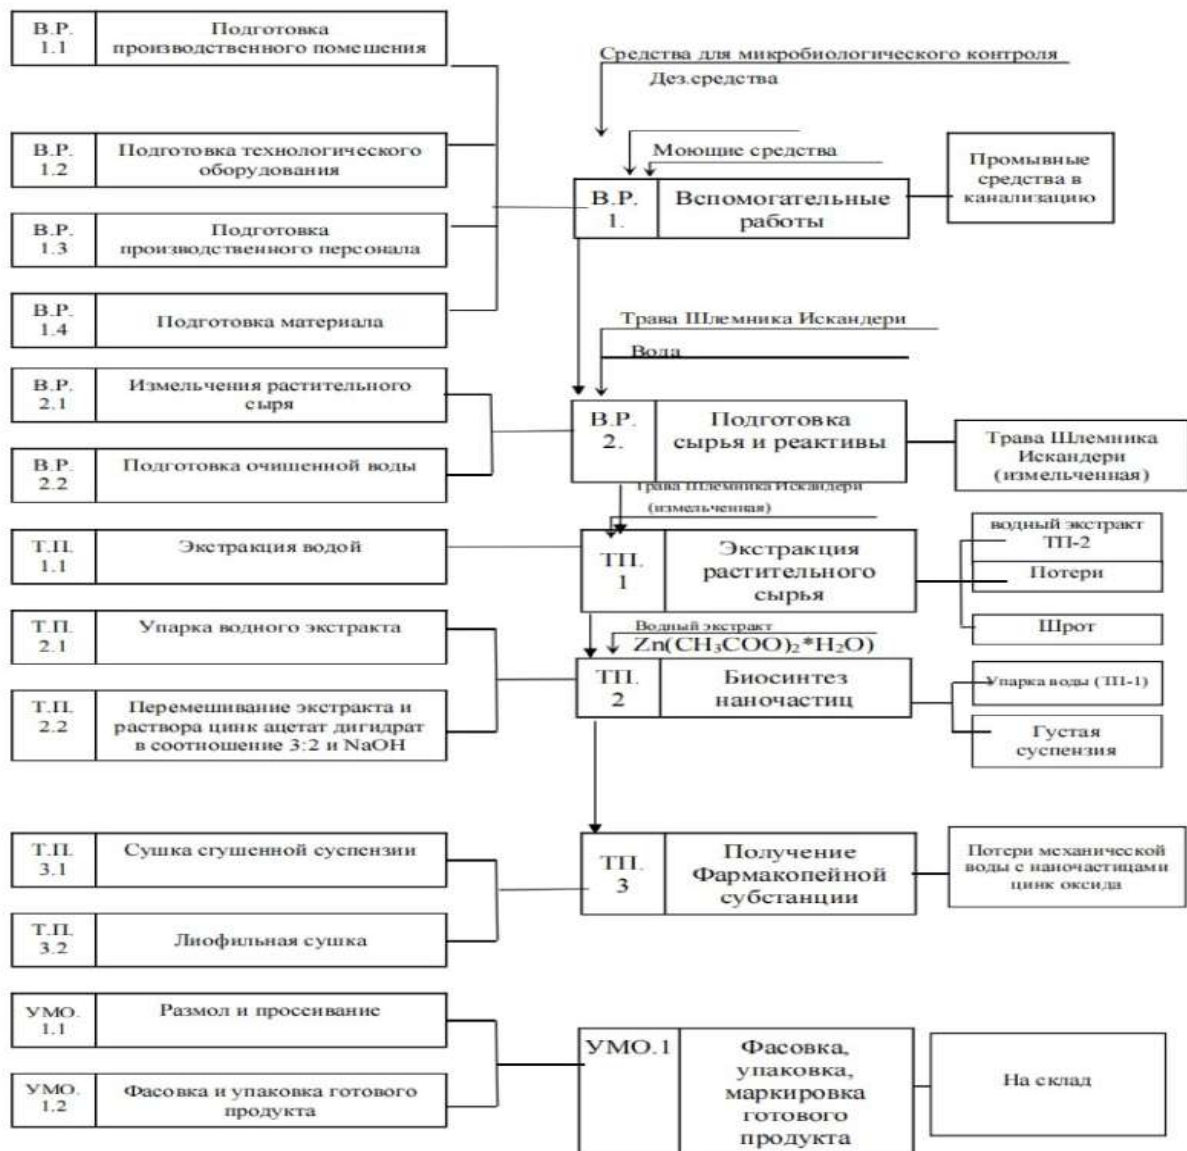 В.Р. 1.1
Подготовка
производственного помешения
Средства для микробиологического контроля
Дез.средства
В.Р. 1.2
Подготовка технологического
оборудования
Моющие средства
В.Р. 1.
Вспомогательные
работы
Промывные
средства в
канализацию
В.Р. 1.3
Подготовка
производственного персонала
В.Р. 1.4
Подготовка материала
Трава Шлемника Искандери
Вода
В.Р. 2.1
Измельчения растительного
сыря
В.Р. 2.2
Подготовка очишенной воды
В.Р. 2.
Подготовка
сырья и реактивы
Трава Шлемника
Искандери
(измельченная)
Трава Шлемника Искандери
(измельченная)
Т.П. 1.1
Экстракция водой
ТП. 1
Экстракция
растительного
сырья
водный экстракт
ТП-2
Потери
Шрот
Т.П. 2.1
Упарка водного экстракта
Т.П. 2.2
Перемешивание экстракта и
раствора цинк ацетат дигидрат
в соотношение 3:2 и NaOH
Водный экстракт
Zn(CH₃COO)₂*H₂O)
ТП. 2
Биосинтез
наночастиц
Упарка воды (ТП-1)
Густая
суспензия
Т.П. 3.1
Сушка сгушенной суспензии
Т.П. 3.2
Лиофильная сушка
ТП. 3
Получение
Фармакопейной
субстанции
Потери механической
воды с наночастицами
цинк оксида
УМО. 1.1
Размол и просеивание
УМО. 1.2
Фасовка и упаковка готового
продукта
УМО.1
Фасовка,
упаковка,
маркировка
готового
продукта
На склад